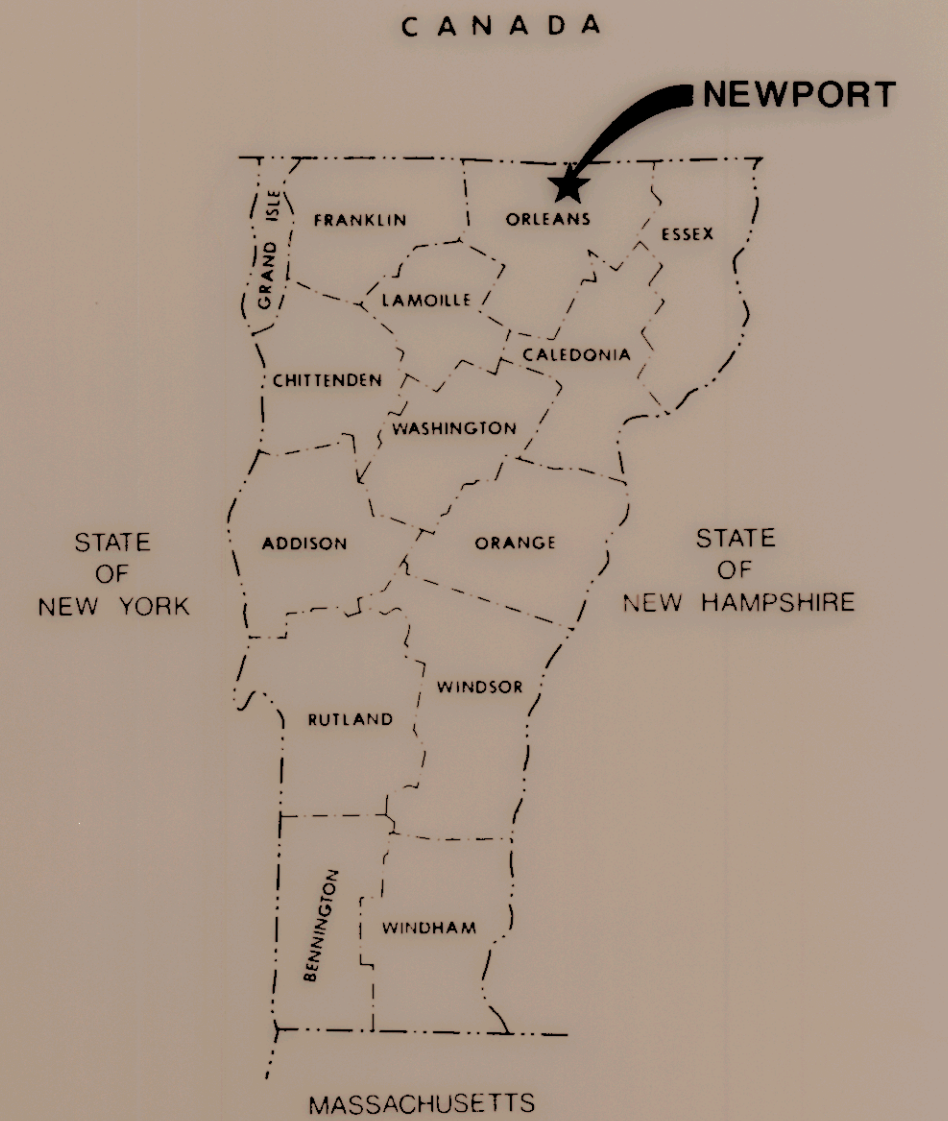 CANADA
NEWPORT
GRAND ISLE
FRANKLIN
ORLEANS
ESSEX
LAMOILLE
CALEDONIA
CHITTENDEN
WASHINGTON
STATE
OF
NEW YORK
ADDISON
ORANGE
STATE
OF
NEW HAMPSHIRE
WINDSOR
RUTLAND
BENNINGTON
WINDHAM
MASSACHUSETTS